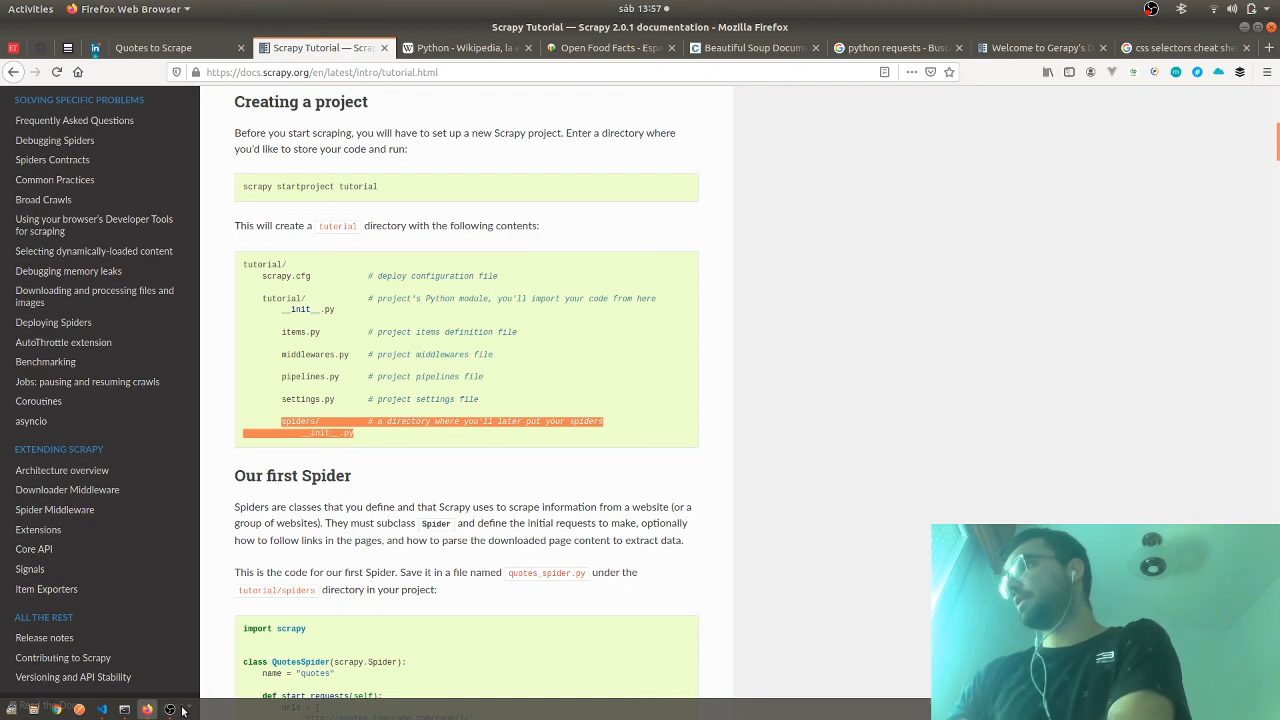 Activities
Firefox Web Browser
sáb 13:57
Scrapy Tutorial — Scrapy 2.0.1 documentation - Mozilla Firefox
Quotes to Scrape
Scrapy Tutorial — Scra
Python - Wikipedia, la e
Open Food Facts - Espa
Beautiful Soup Docume
python requests - Busc
Welcome to Gerapy's Do
css selectors cheat she
https://docs.scrapy.org/en/latest/intro/tutorial.html
SOLVING SPECIFIC PROBLEMS
Frequently Asked Questions
Debugging Spiders
Spiders Contracts
Common Practices
Broad Crawls
Using your browser's Developer Tools
for scraping
Selecting dynamically-loaded content
Debugging memory leaks
Downloading and processing files and
images
Deploying Spiders
AutoThrottle extension
Benchmarking
Jobs: pausing and resuming crawls
Coroutines
asyncio
EXTENDING SCRAPY
Architecture overview
Downloader Middleware
Spider Middleware
Extensions
Core API
Signals
Item Exporters
ALL THE REST
Release notes
Contributing to Scrapy
Versioning and API Stability
Creating a project
Before you start scraping, you will have to set up a new Scrapy project. Enter a directory where
you'd like to store your code and run:
scrapy startproject tutorial
This will create a tutorial directory with the following contents:
tutorial/
scrapy.cfg # deploy configuration file
tutorial/ # project's Python module, you'll import your code from here
__init__.py
items.py # project items definition file
middlewares.py # project middlewares file
pipelines.py # project pipelines file
settings.py # project settings file
spiders/ # a directory where you'll later put your spiders
__init__.py
Our first Spider
Spiders are classes that you define and that Scrapy uses to scrape information from a website (or a
group of websites). They must subclass Spider and define the initial requests to make, optionally
how to follow links in the pages, and how to parse the downloaded page content to extract data.
This is the code for our first Spider. Save it in a file named quotes_spider.py under the
tutorial/spiders directory in your project:
import scrapy
class QuotesSpider(scrapy.Spider):
name = "quotes"
def start_requests(self):
urls = [
'http://quotes.toscrape.com/page/1/',